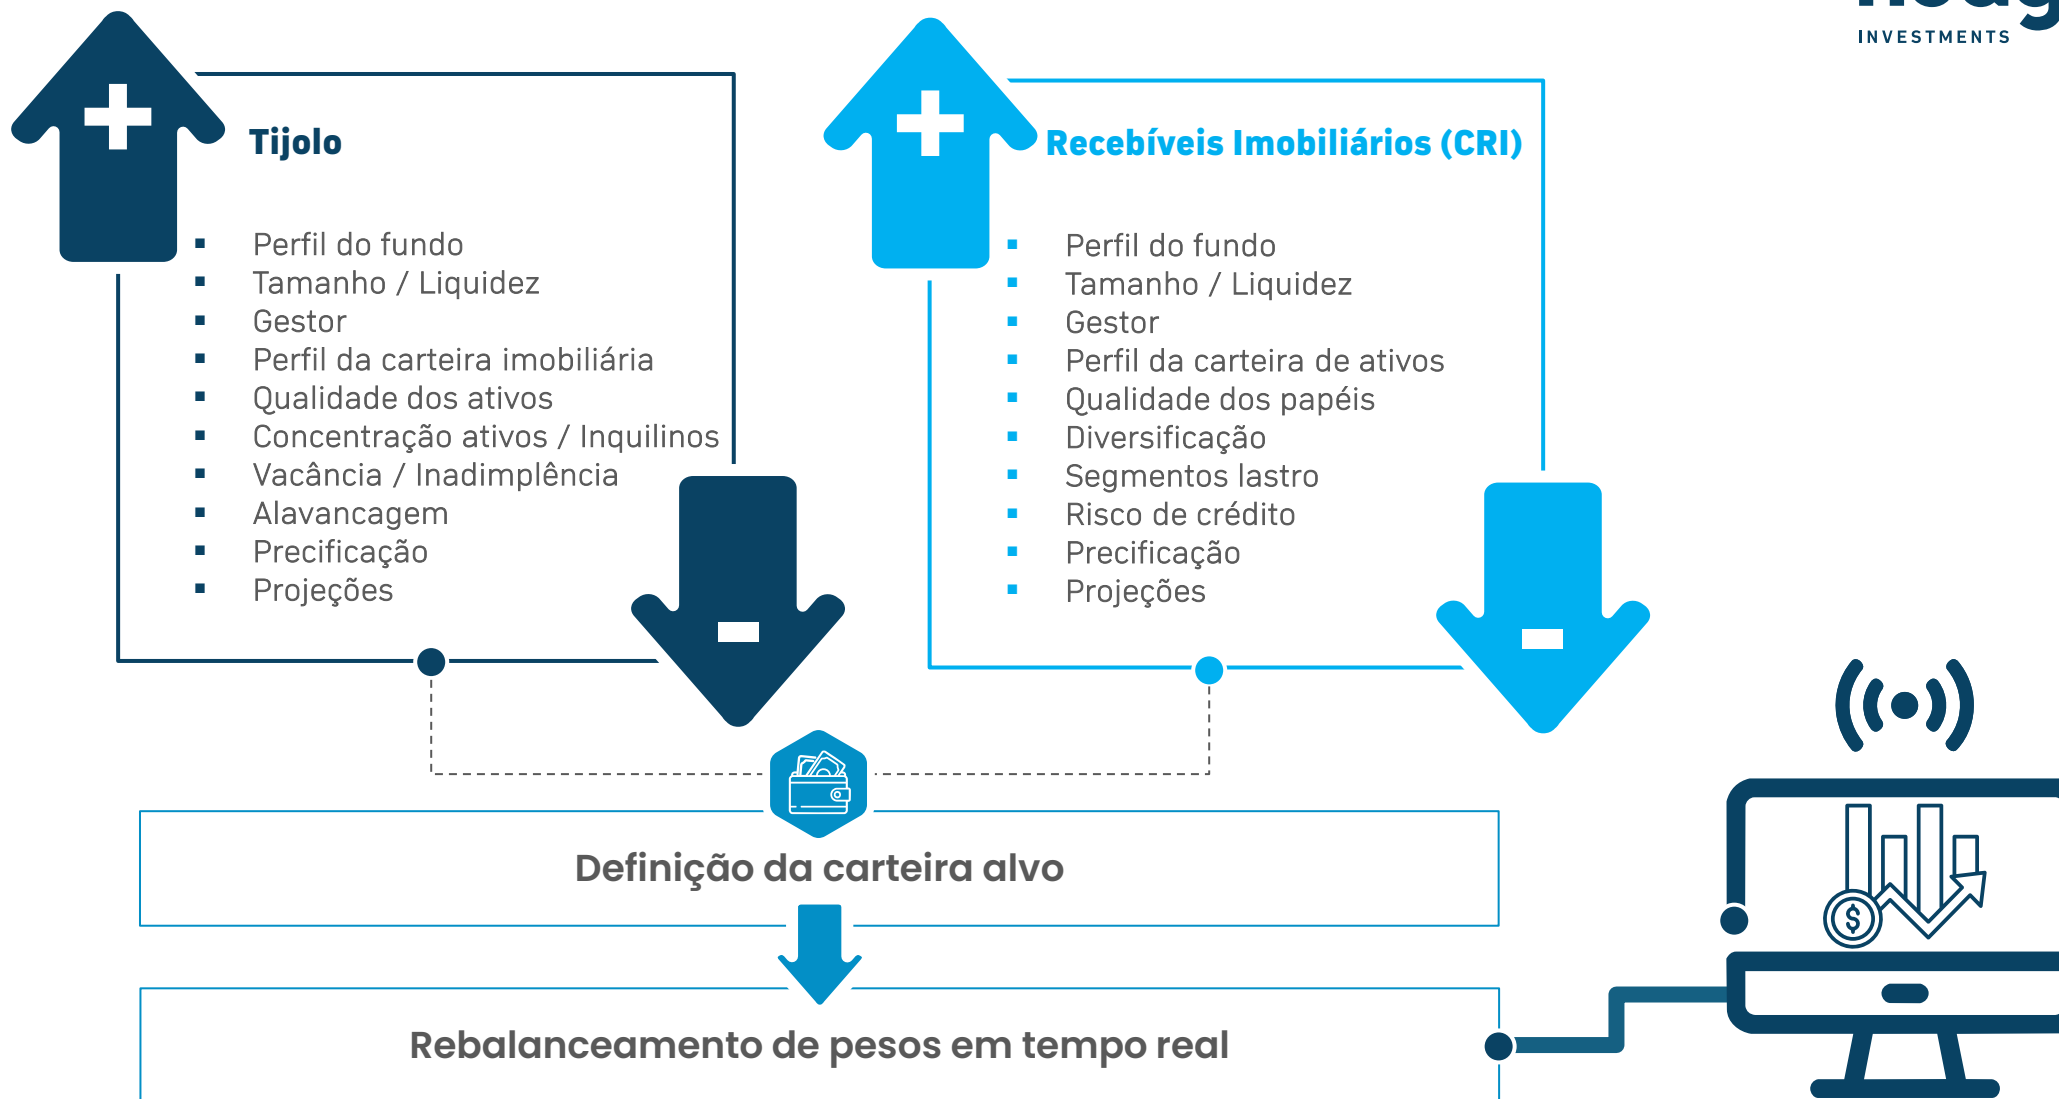 INVESTMENTS
Tijolo
Perfil do fundo
Tamanho / Liquidez
Gestor
Perfil da carteira imobiliária
Qualidade dos ativos
Concentração ativos / Inquilinos
Vacância / Inadimplência
Alavancagem
Precificação
Projeções
Recebíveis Imobiliários (CRI)
Perfil do fundo
Tamanho / Liquidez
Gestor
Perfil da carteira de ativos
Qualidade dos papéis
Diversificação
Segmentos lastro
Risco de crédito
Precificação
Projeções
Definição da carteira alvo
Rebalanceamento de pesos em tempo real